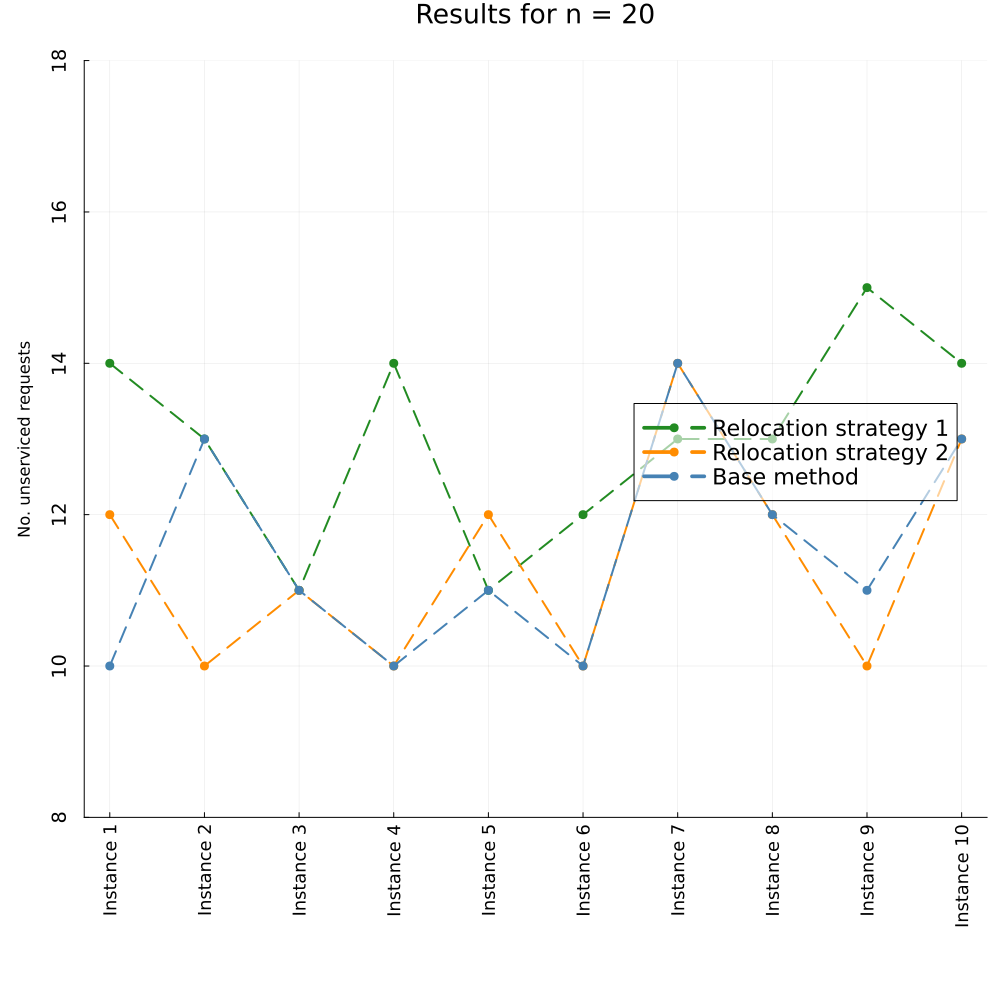 Results for n = 20
No. unserviced requests
18
16
14
12
10
8
Relocation strategy 1
Relocation strategy 2
Base method
Instance 1
Instance 2
Instance 3
Instance 4
Instance 5
Instance 6
Instance 7
Instance 8
Instance 9
Instance 10